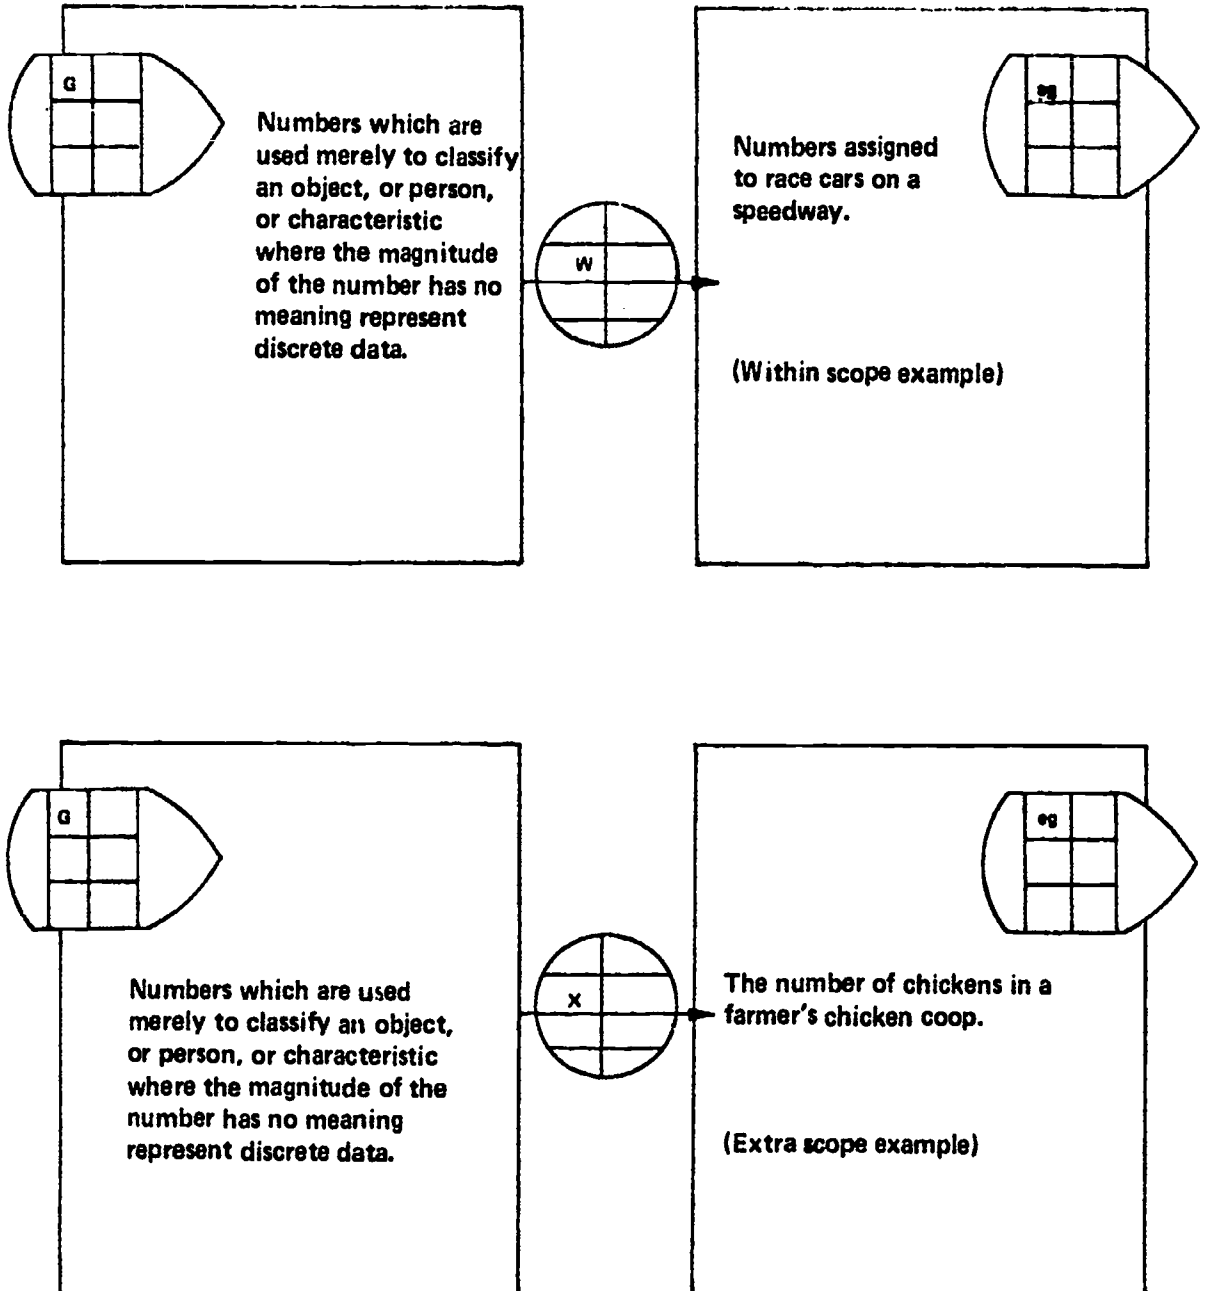 G
Numbers which are
used merely to classify
an object, or person,
or characteristic
where the magnitude
of the number has no
meaning represent
discrete data.
W
eg
Numbers assigned
to race cars on a
speedway.
(Within scope example)
G
Numbers which are used
merely to classify an object,
or person, or characteristic
where the magnitude of the
number has no meaning
represent discrete data.
X
eg
The number of chickens in a
farmer's chicken coop.
(Extra scope example)